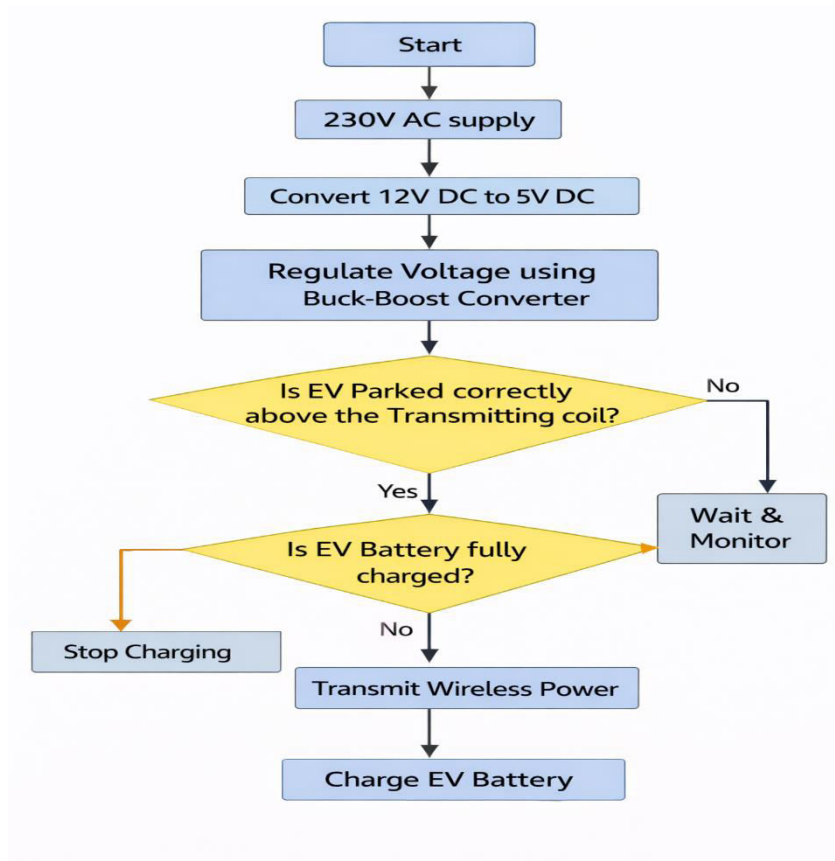 Start
230V AC supply
Convert 12V DC to 5V DC
Regulate Voltage using
Buck-Boost Converter
Is EV Parked correctly
above the Transmitting coil?
No
Yes
Wait &
Monitor
Is EV Battery fully
charged?
Stop Charging
No
Transmit Wireless Power
Charge EV Battery